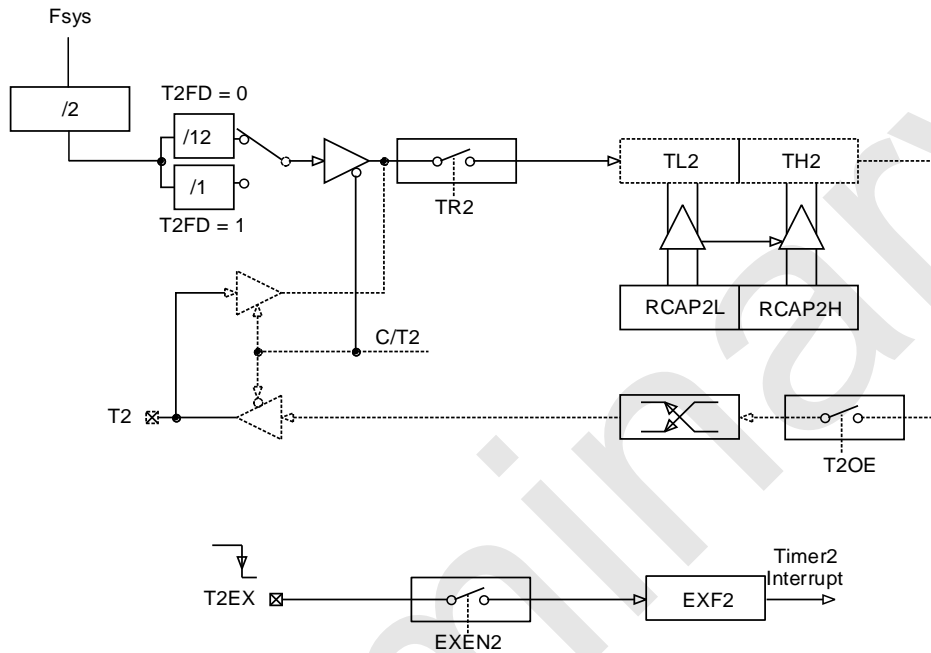 Fsys
/2
T2FD = 0
/12
/1
T2FD = 1
TR2
TL2
TH2
RCAP2L
RCAP2H
C/T2
T2
T2OE
T2EX
EXEN2
EXF2
Timer2
Interrupt
minary